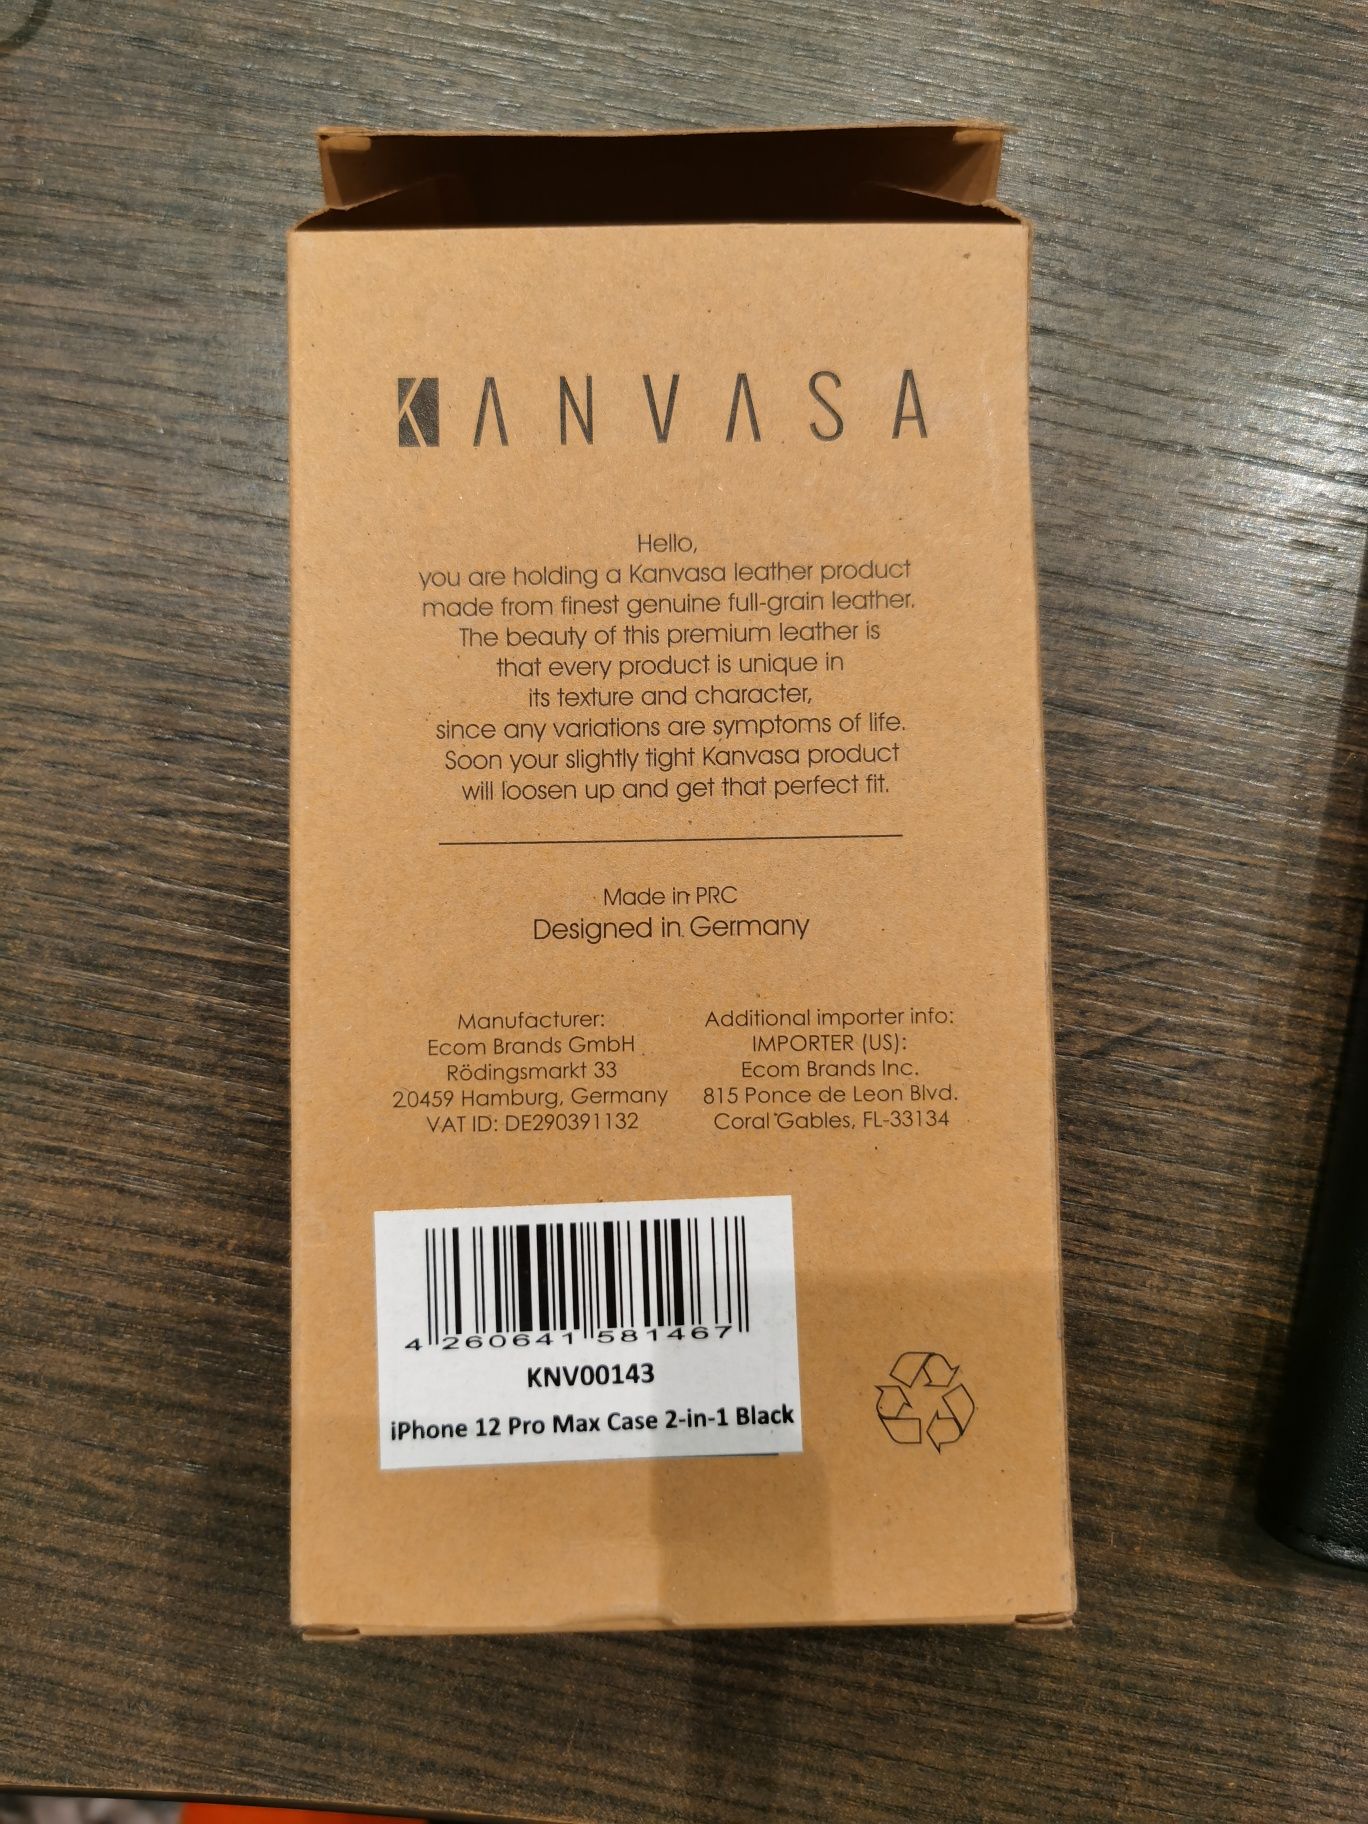 KANVASA
Hello,
you are holding a Kanvasa leather product
made from finest genuine full-grain leather.
The beauty of this premium leather is
that every product is unique in
its texture and character,
since any variations are symptoms of life.
Soon your slightly tight Kanvasa product
will loosen up and get that perfect fit.
Made in PRC
Designed in Germany
Manufacturer:
Ecom Brands GmbH
Rödingsmarkt 33
20459 Hamburg, Germany
VAT ID: DE290391132
Additional importer info:
IMPORTER (US):
Ecom Brands Inc.
815 Ponce de Leon Blvd.
Coral Gables, FL-33134
4 260641 581467
KNV00143
iPhone 12 Pro Max Case 2-in-1 Black